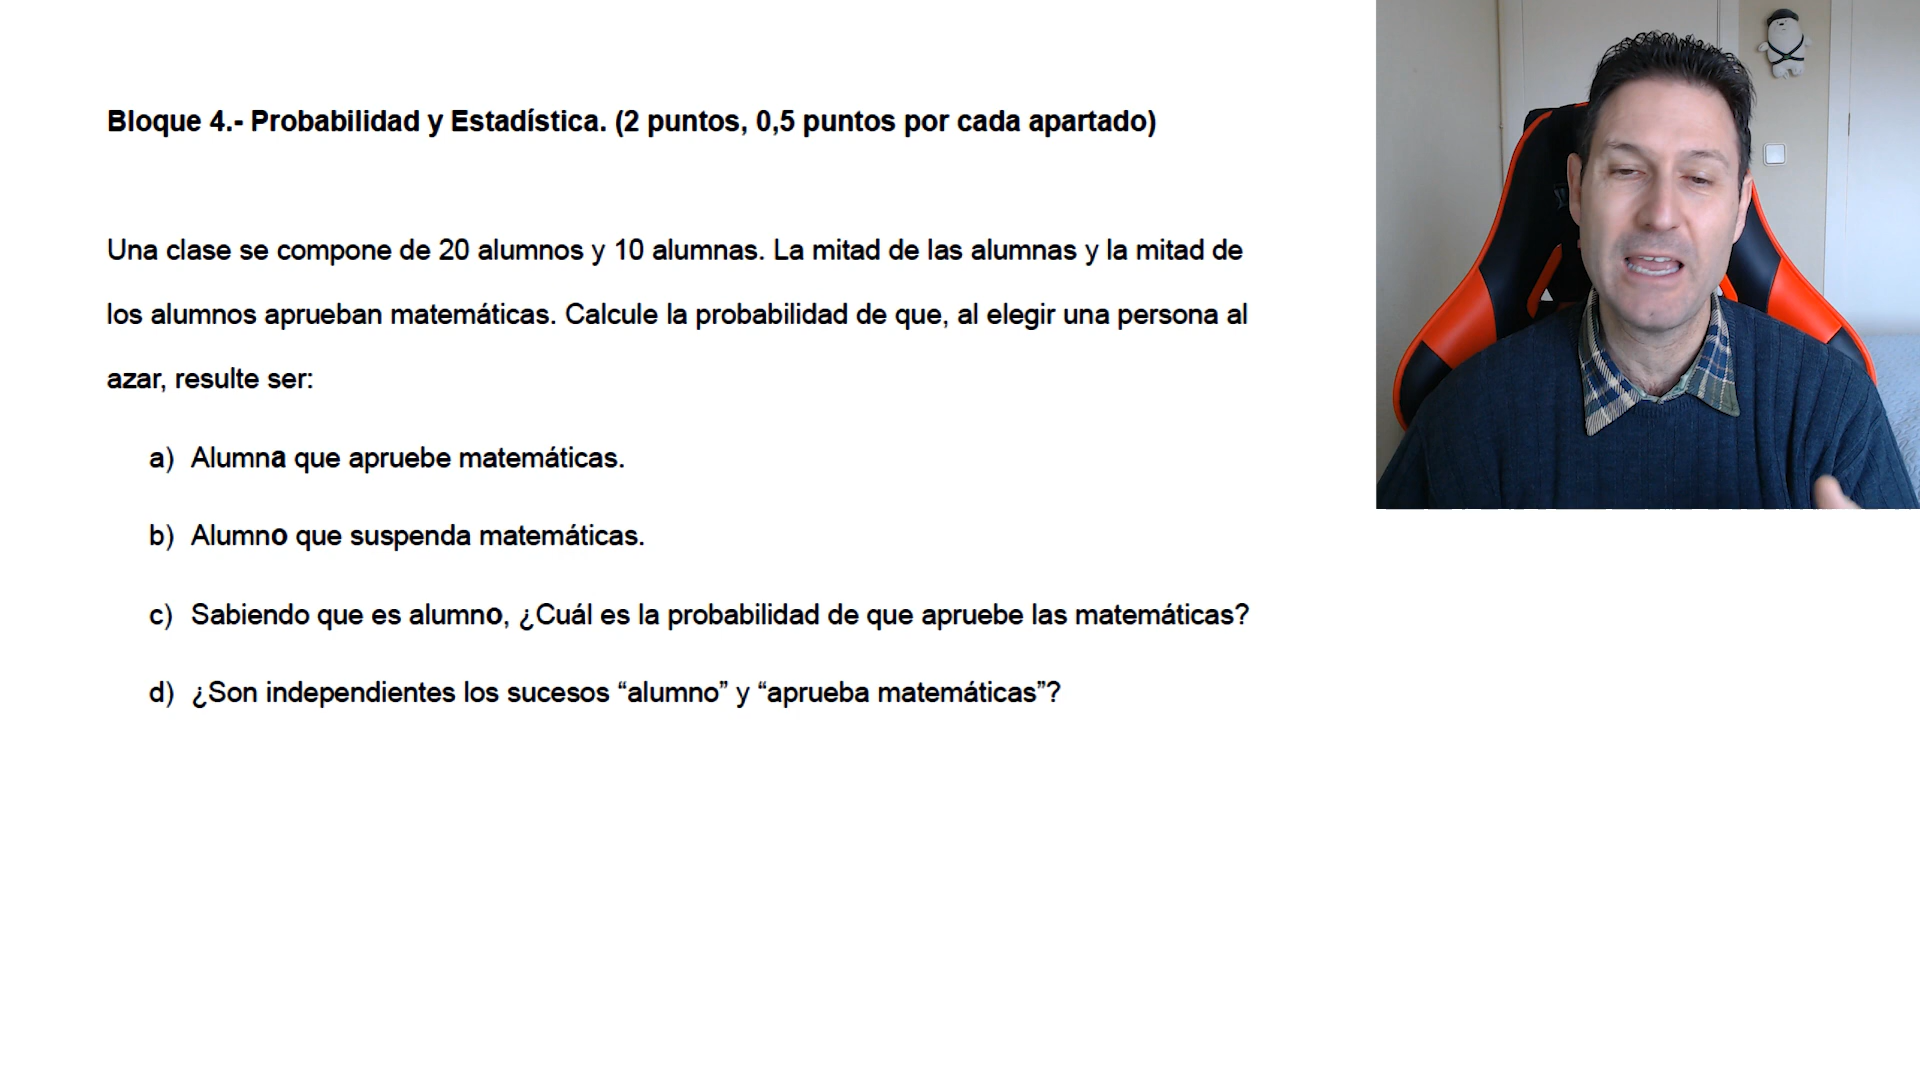 Bloque 4.- Probabilidad y Estadística. (2 puntos, 0,5 puntos por cada apartado)
Una clase se compone de 20 alumnos y 10 alumnas. La mitad de las alumnas y la mitad de
los alumnos aprueban matemáticas. Calcule la probabilidad de que, al elegir una persona al
azar, resulte ser:
a) Alumna que apruebe matemáticas.
b) Alumno que suspenda matemáticas.
c) Sabiendo que es alumno, ¿Cuál es la probabilidad de que apruebe las matemáticas?
d) ¿Son independientes los sucesos “alumno” y “aprueba matemáticas”?